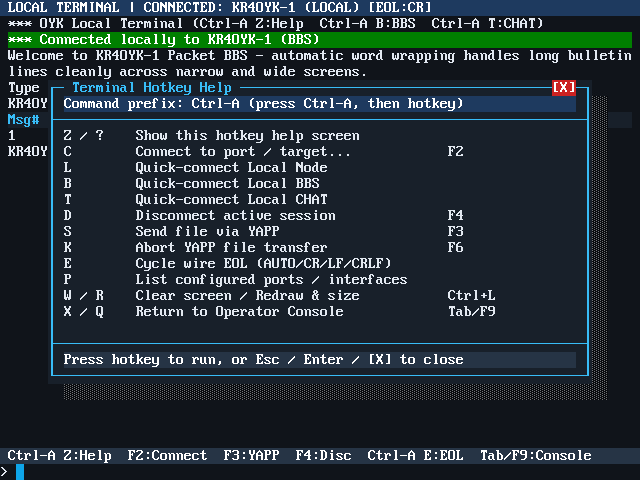 LOCAL TERMINAL | CONNECTED: KR4OYK-1 (LOCAL) [EOL:CR]
*** OYK Local Terminal (Ctrl-A Z:Help  Ctrl-A B:BBS  Ctrl-A T:CHAT)
*** Connected locally to KR4OYK-1 (BBS)
Welcome to KR4OYK-1 Packet BBS - automatic word wrapping handles long bulletin
lines cleanly across narrow and wide screens.
Type
KR4OY
Msg#
1
KR4OY
Terminal Hotkey Help [X]
Command prefix: Ctrl-A (press Ctrl-A, then hotkey)
Z / ? Show this hotkey help screen
C Connect to port / target... F2
L Quick-connect Local Node
B Quick-connect Local BBS
T Quick-connect Local CHAT
D Disconnect active session F4
S Send file via YAPP F3
K Abort YAPP file transfer F6
E Cycle wire EOL (AUTO/CR/LF/CRLF)
P List configured ports / interfaces
W / R Clear screen / Redraw & size Ctrl+L
X / Q Return to Operator Console Tab/F9
Press hotkey to run, or Esc / Enter / [X] to close
Ctrl-A Z:Help  F2:Connect  F3:YAPP  F4:Disc  Ctrl-A E:EOL  Tab/F9:Console
>